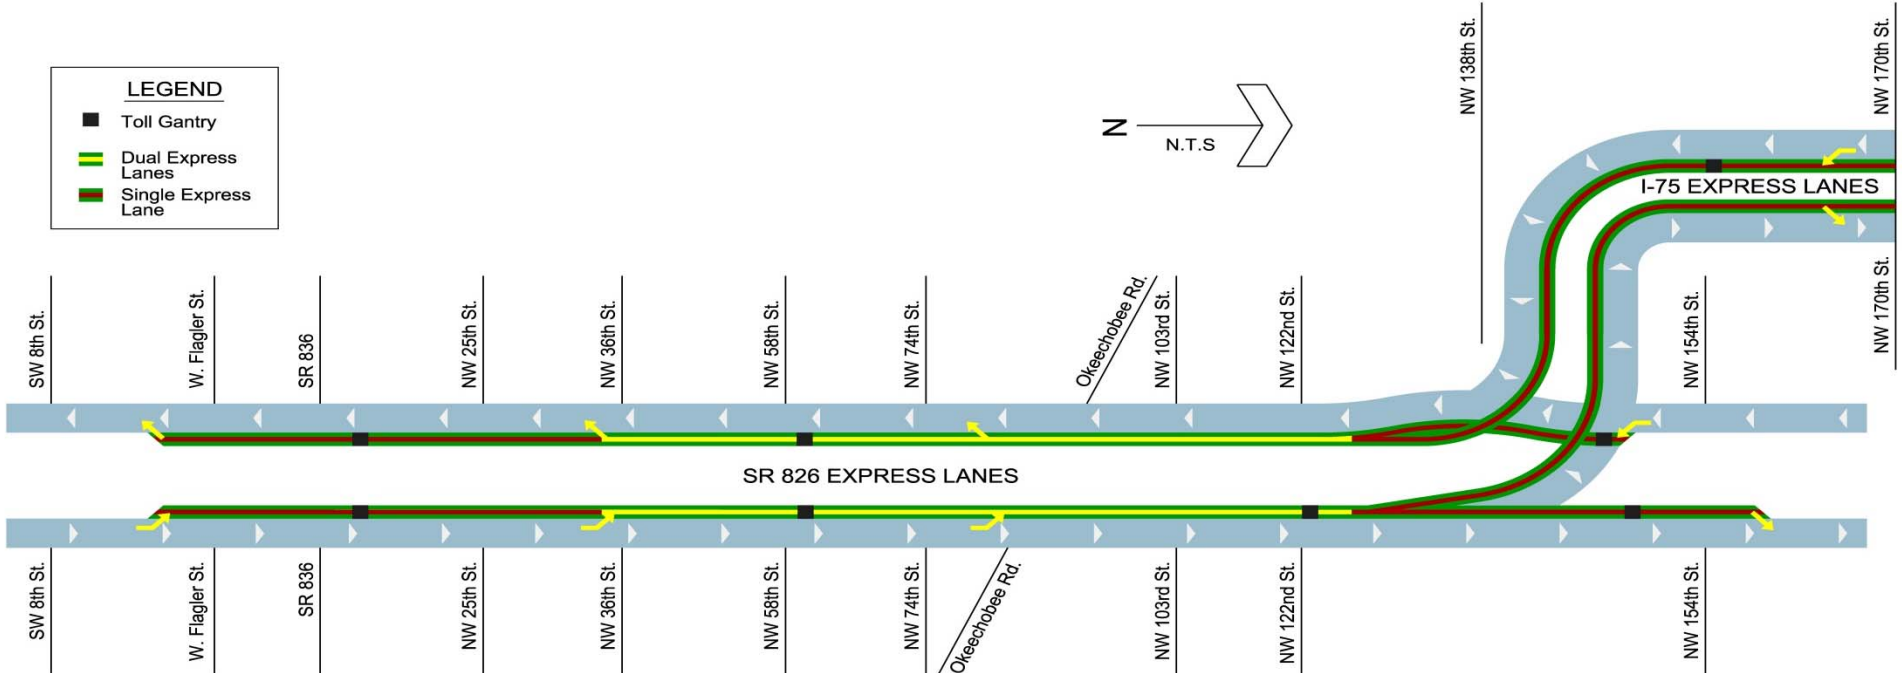 LEGEND
Toll Gantry
Dual Express
Lanes
Single Express
Lane
N
N.T.S
NW 138th St.
NW 170th St.
I-75 EXPRESS LANES
SW 8th St.
W. Flagler St.
SR 836
NW 25th St.
NW 36th St.
NW 58th St.
NW 74th St.
Okeechobee Rd.
NW 103rd St.
NW 122nd St.
NW 154th St.
NW 170th St.
SR 826 EXPRESS LANES
SW 8th St.
W. Flagler St.
SR 836
NW 25th St.
NW 36th St.
NW 58th St.
NW 74th St.
Okeechobee Rd.
NW 103rd St.
NW 122nd St.
NW 154th St.